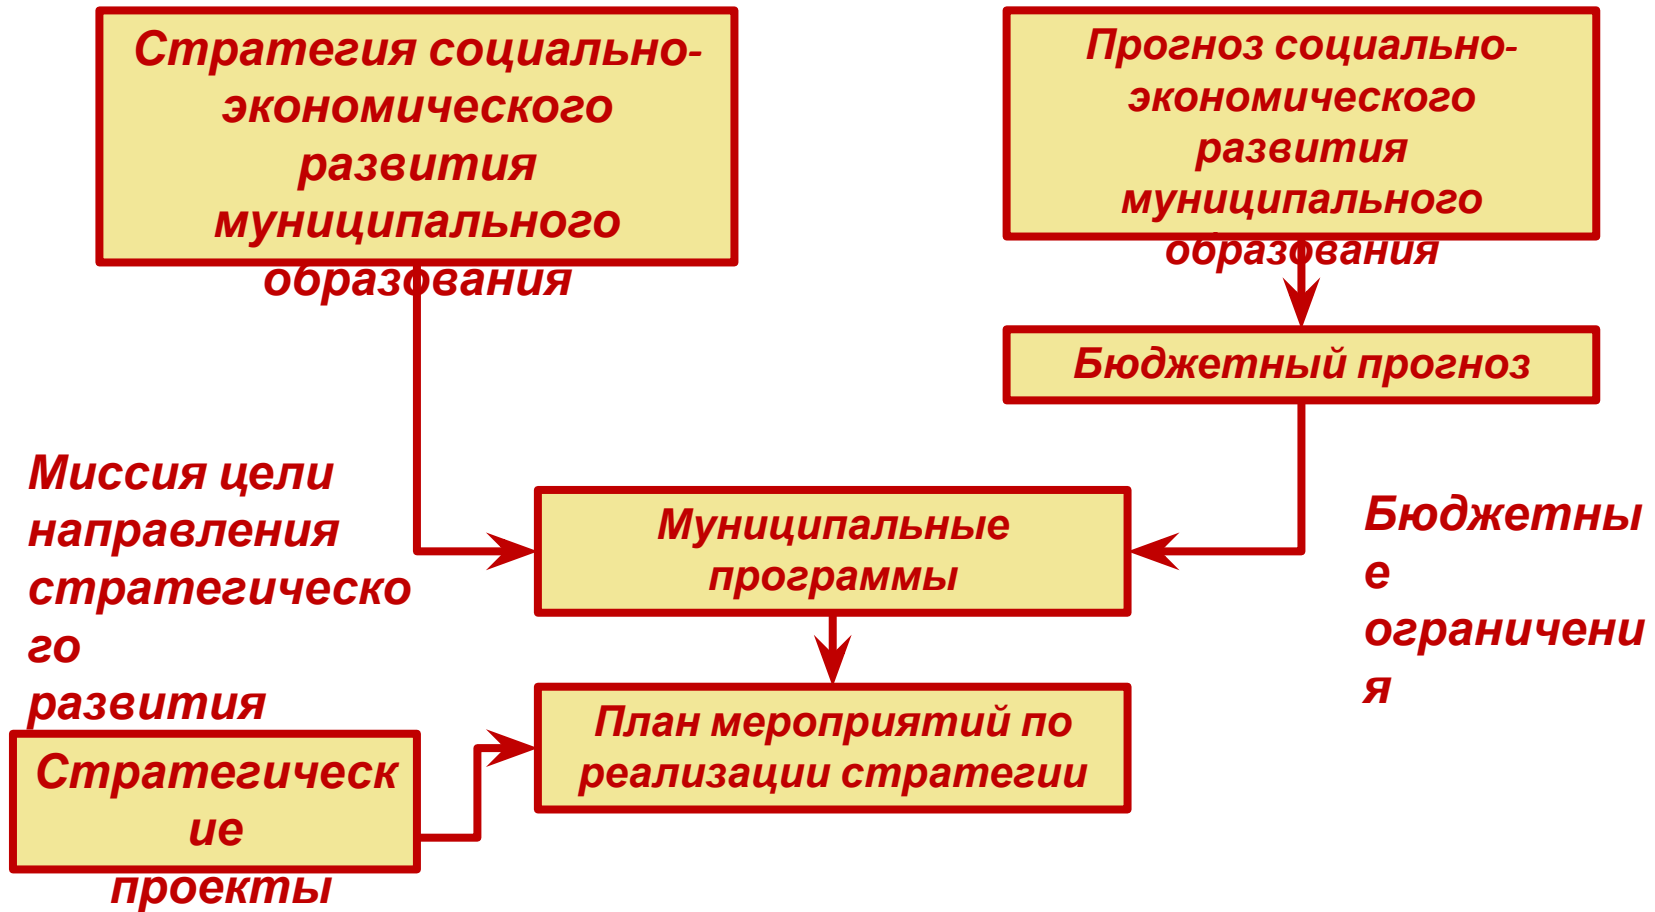 Стратегия социально-
экономического
развития
муниципального
образования
Прогноз социально-
экономического
развития
муниципального
образования
Бюджетный прогноз
Миссия цели
направления
стратегическо
го
развития
Муниципальные
программы
Бюджетны
е
ограничени
я
План мероприятий по
реализации стратегии
Стратегическ
ие
проекты